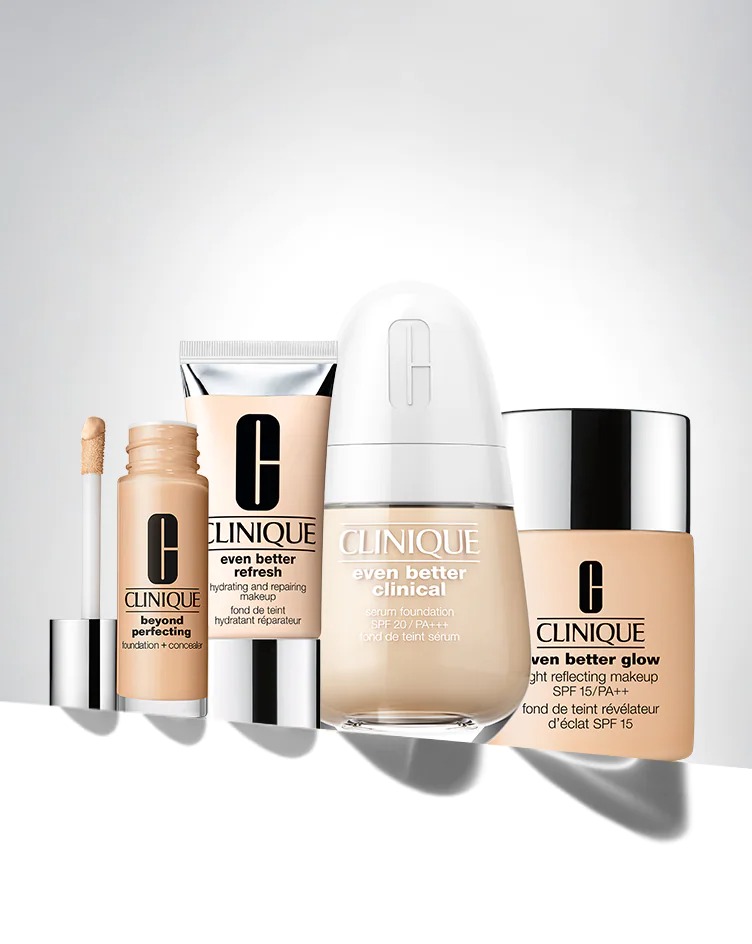 C
CLINIQUE
beyond
perfecting
foundation + concealer
C
CLINIQUE
even better
refresh
hydrating and repairing
makeup
fond de teint
hydratant réparateur
C
CLINIQUE
even better
clinical
serum foundation
SPF 20 / PA+++
fond de teint sérum
C
CLINIQUE
even better glow
light reflecting makeup
SPF 15/PA++
fond de teint révélateur
d'éclat SPF 15